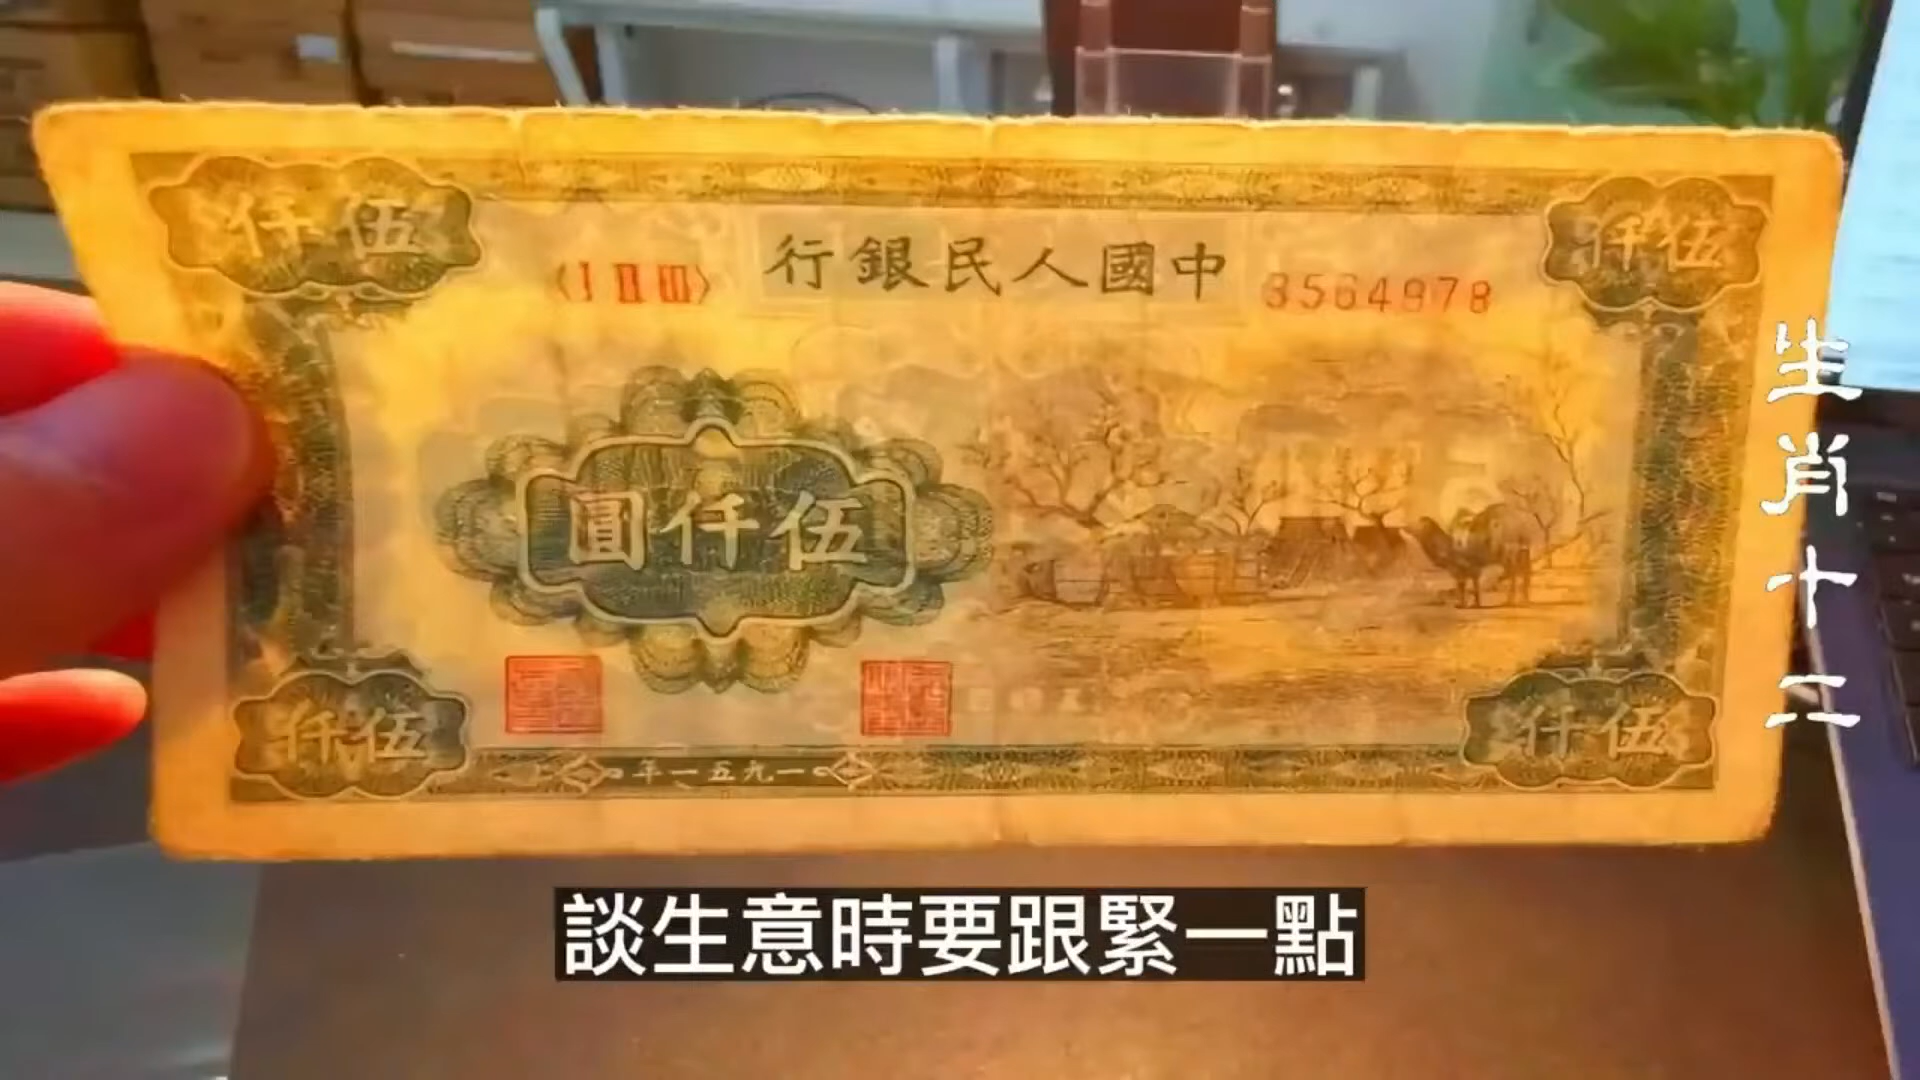 仟伍
仟伍
〈I II III〉
行銀民人國中
3564978
圓仟伍
仟伍
仟伍
年一五九一
生肖十二
談生意時要跟緊一點